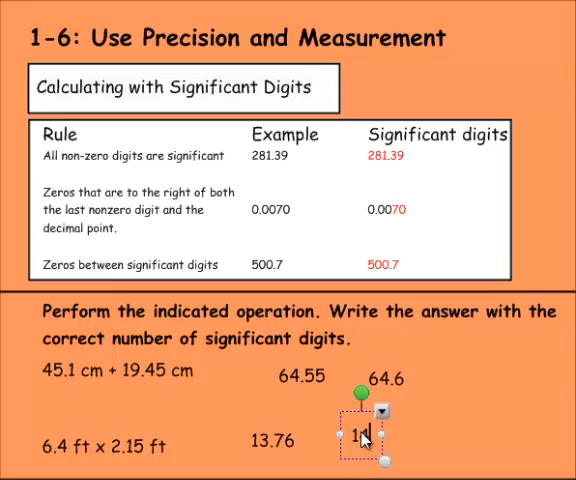 1-6: Use Precision and Measurement
Calculating with Significant Digits
Rule Example Significant digits
All non-zero digits are significant 281.39 281.39
Zeros that are to the right of both
the last nonzero digit and the 0.0070 0.0070
decimal point.
Zeros between significant digits 500.7 500.7
Perform the indicated operation. Write the answer with the
correct number of significant digits.
45.1 cm + 19.45 cm 64.55 64.6
6.4 ft x 2.15 ft 13.76